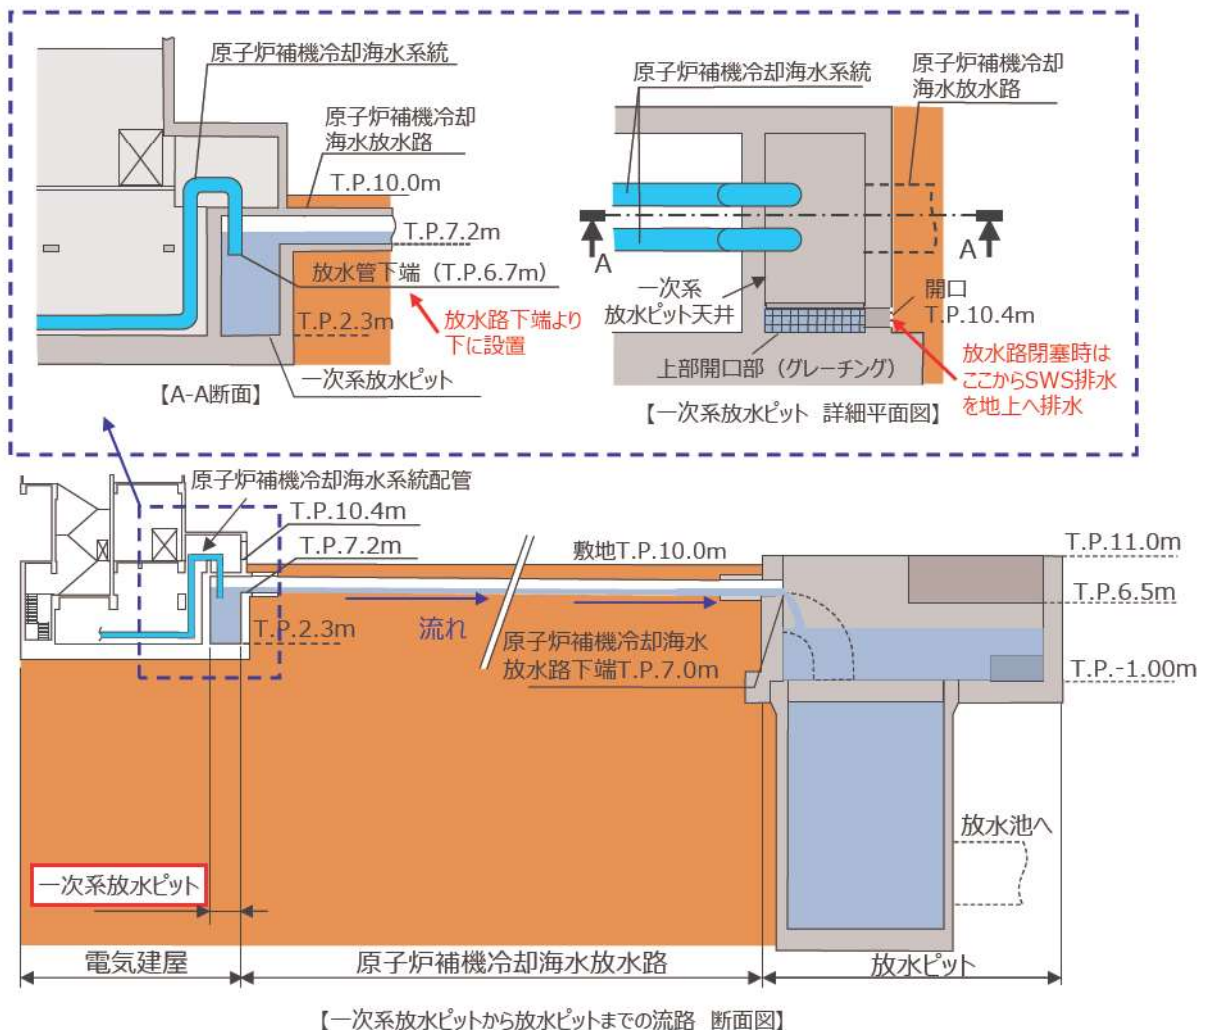 原子炉補機冷却海水系統
原子炉補機冷却
海水放水路
T.P.10.0m
T.P.7.2m
放水管下端（T.P.6.7m）
T.P.2.3m
放水路下端より
下に設置
一次系放水ピット
【A-A断面】
原子炉補機冷却海水系統
原子炉補機冷却
海水放水路
A
A
一次系
放水ピット天井
開口
T.P.10.4m
上部開口部（グレーチング）
放水路閉塞時は
ここからSWS排水
を地上へ排水
【一次系放水ピット 詳細平面図】
原子炉補機冷却海水系統配管
T.P.10.4m
T.P.7.2m
T.P.2.3m
敷地T.P.10.0m
流れ
原子炉補機冷却海水
放水路下端T.P.7.0m
T.P.11.0m
T.P.6.5m
T.P.-1.00m
放水池へ
一次系放水ピット
電気建屋
原子炉補機冷却海水放水路
放水ピット
【一次系放水ピットから放水ピットまでの流路 断面図】